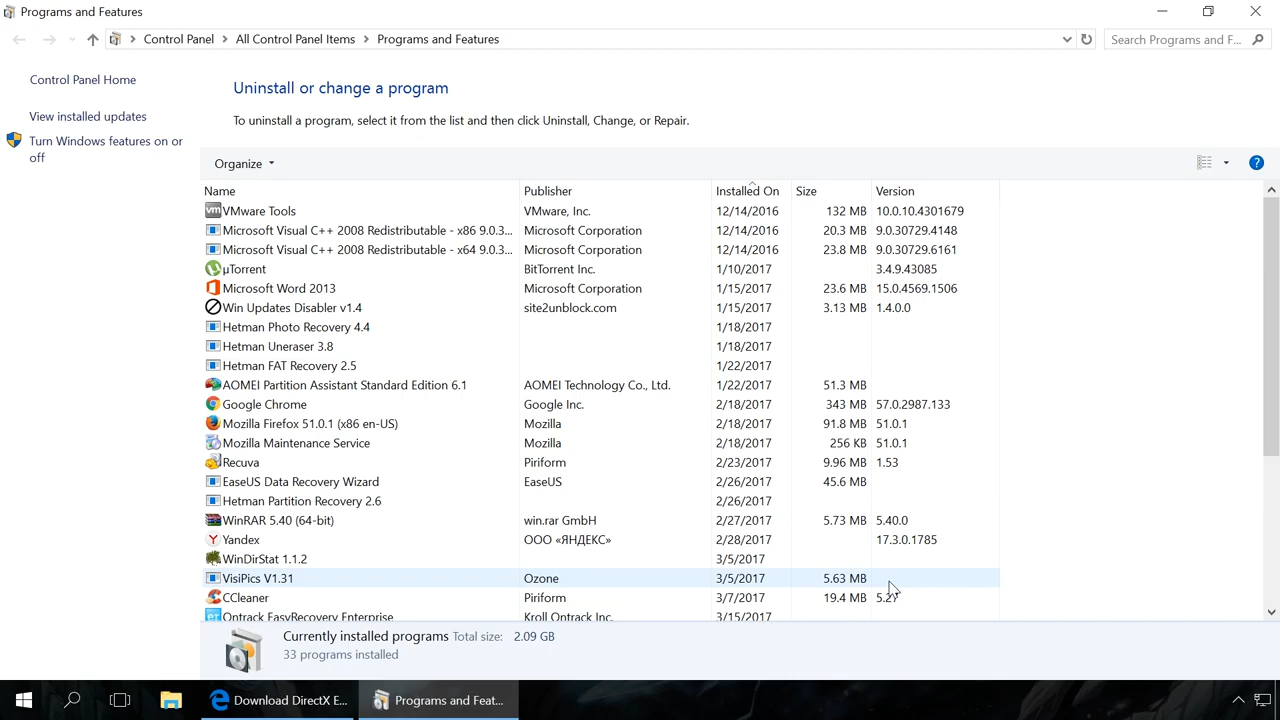 Programs and Features
Control Panel > All Control Panel Items > Programs and Features
Search Programs and F...
Control Panel Home
View installed updates
Turn Windows features on or
off
Uninstall or change a program
To uninstall a program, select it from the list and then click Uninstall, Change, or Repair.
Organize
Name Publisher Installed On Size Version
VMware Tools VMware, Inc. 12/14/2016 132 MB 10.0.10.4301679
Microsoft Visual C++ 2008 Redistributable - x86 9.0.3... Microsoft Corporation 12/14/2016 20.3 MB 9.0.30729.4148
Microsoft Visual C++ 2008 Redistributable - x64 9.0.3... Microsoft Corporation 12/14/2016 23.8 MB 9.0.30729.6161
µTorrent BitTorrent Inc. 1/10/2017 3.4.9.43085
Microsoft Word 2013 Microsoft Corporation 1/15/2017 23.6 MB 15.0.4569.1506
Win Updates Disabler v1.4 site2unblock.com 1/15/2017 3.13 MB 1.4.0.0
Hetman Photo Recovery 4.4 1/18/2017
Hetman Uneraser 3.8 1/18/2017
Hetman FAT Recovery 2.5 1/22/2017
AOMEI Partition Assistant Standard Edition 6.1 AOMEI Technology Co., Ltd. 1/22/2017 51.3 MB
Google Chrome Google Inc. 2/18/2017 343 MB 57.0.2987.133
Mozilla Firefox 51.0.1 (x86 en-US) Mozilla 2/18/2017 91.8 MB 51.0.1
Mozilla Maintenance Service Mozilla 2/18/2017 256 KB 51.0.1
Recuva Piriform 2/23/2017 9.96 MB 1.53
EaseUS Data Recovery Wizard EaseUS 2/26/2017 45.6 MB
Hetman Partition Recovery 2.6 2/26/2017
WinRAR 5.40 (64-bit) win.rar GmbH 2/27/2017 5.73 MB 5.40.0
Yandex ООО «ЯНДЕКС» 2/28/2017 17.3.0.1785
WinDirStat 1.1.2 3/5/2017
VisiPics V1.31 Ozone 3/5/2017 5.63 MB
CCleaner Piriform 3/7/2017 19.4 MB 5.27
Ontrack EasyRecovery Enterprise Kroll Ontrack Inc. 3/15/2017
Currently installed programs Total size: 2.09 GB
33 programs installed
Download DirectX E... Programs and Feat...